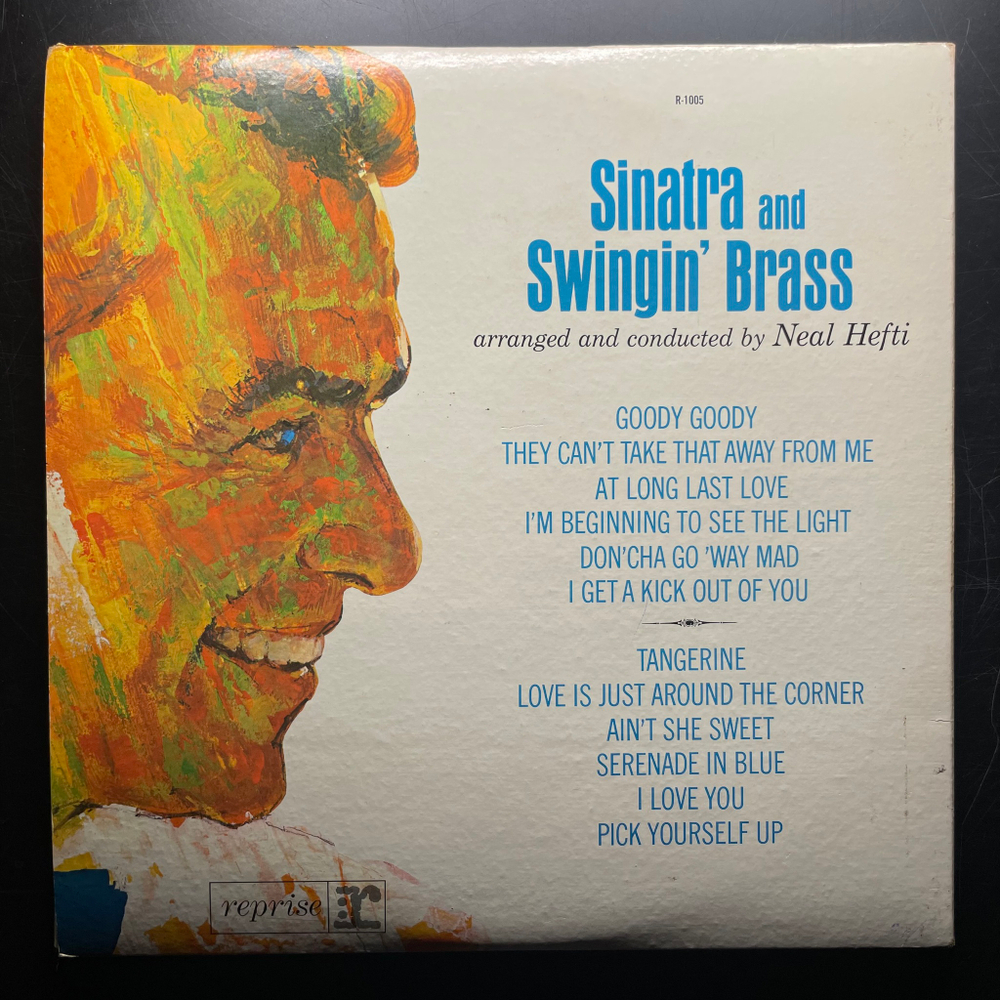 R-1005
Sinatra and
Swingin' Brass
arranged and conducted by Neal Hefti
GOODY GOODY
THEY CAN'T TAKE THAT AWAY FROM ME
AT LONG LAST LOVE
I'M BEGINNING TO SEE THE LIGHT
DON'CHA GO 'WAY MAD
I GET A KICK OUT OF YOU
TANGERINE
LOVE IS JUST AROUND THE CORNER
AIN'T SHE SWEET
SERENADE IN BLUE
I LOVE YOU
PICK YOURSELF UP
reprise r